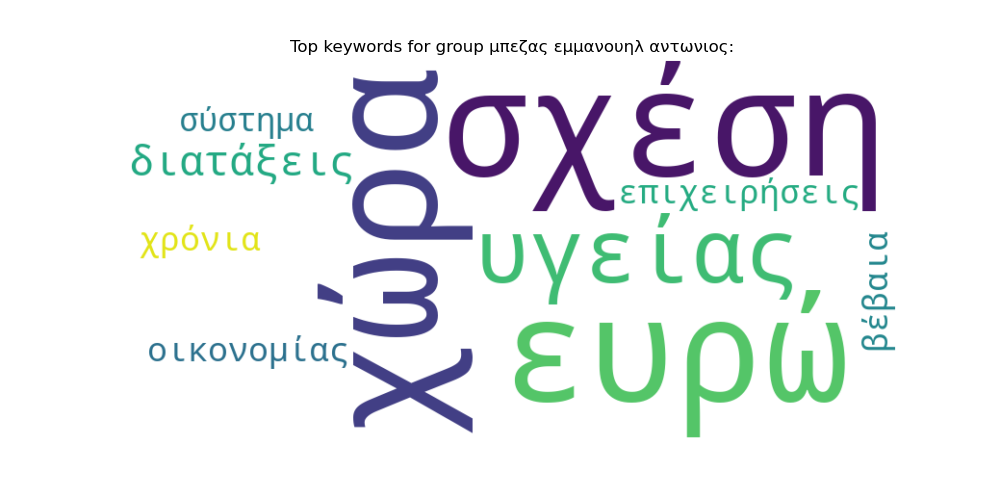 Top keywords for group μπεζας εμμανουηλ αντωνιος:
χώρα
σχέση
σύστημα
διατάξεις
επιχειρήσεις
χρόνια
υγείας
βέβαια
οικονομίας
ευρώ